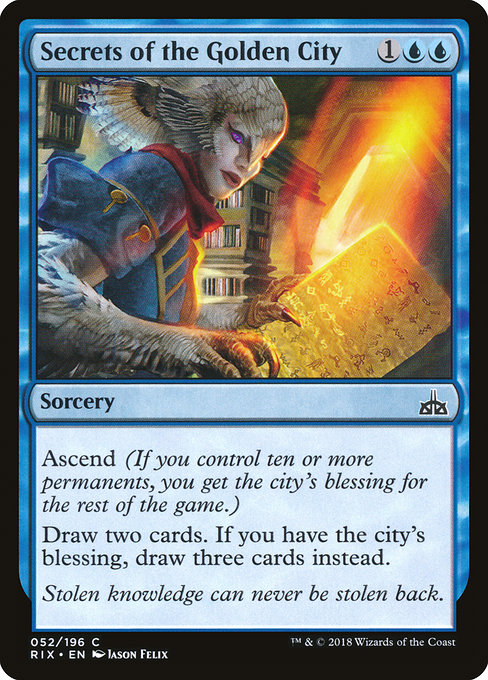 Secrets of the Golden City 1
Sorcery
Ascend (If you control ten or more
permanents, you get the city's blessing for
the rest of the game.)
Draw two cards. If you have the city's
blessing, draw three cards instead.
Stolen knowledge can never be stolen back.
052/196 C
RIX • EN Jason Felix
™ & © 2018 Wizards of the Coast